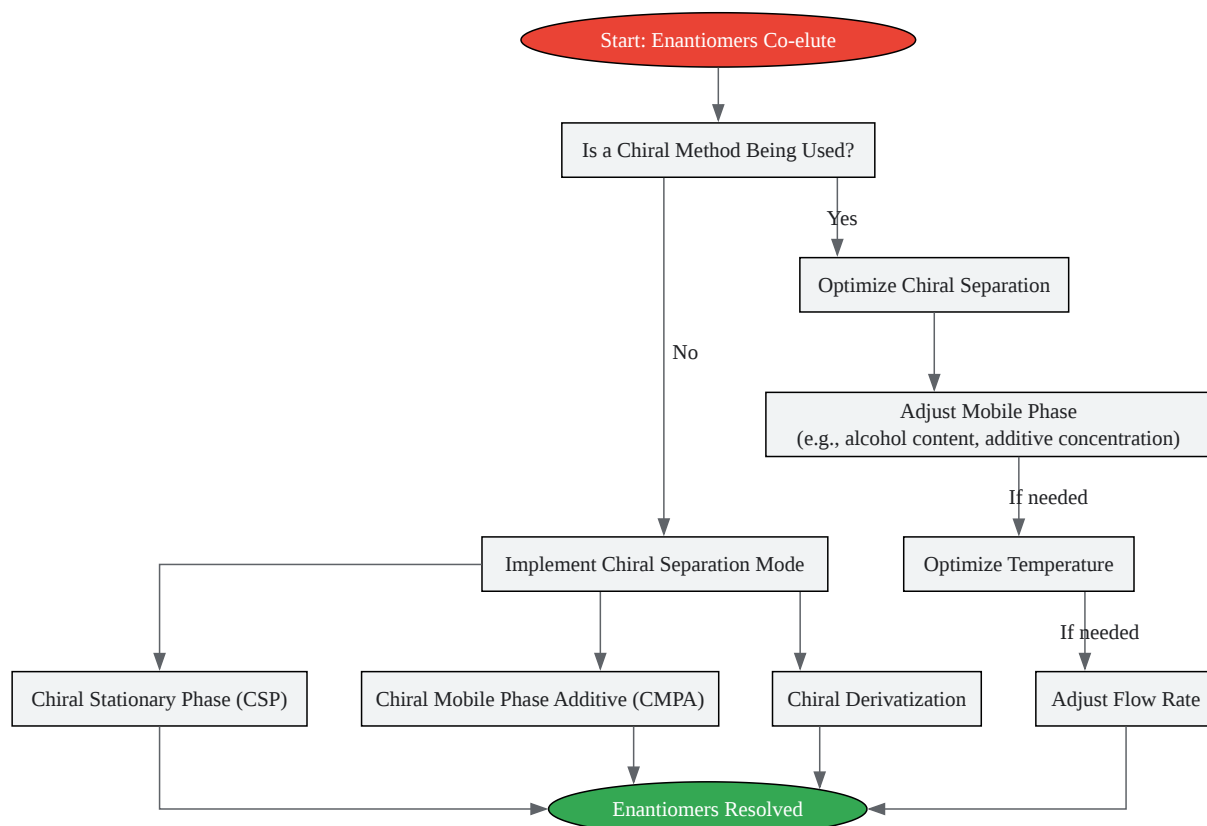 Start: Enantiomers Co-elute
Is a Chiral Method Being Used?
Yes
Optimize Chiral Separation
No
Adjust Mobile Phase
(e.g., alcohol content, additive concentration)
If needed
Implement Chiral Separation Mode
Optimize Temperature
If needed
Chiral Stationary Phase (CSP)
Chiral Mobile Phase Additive (CMPA)
Chiral Derivatization
Adjust Flow Rate
Enantiomers Resolved